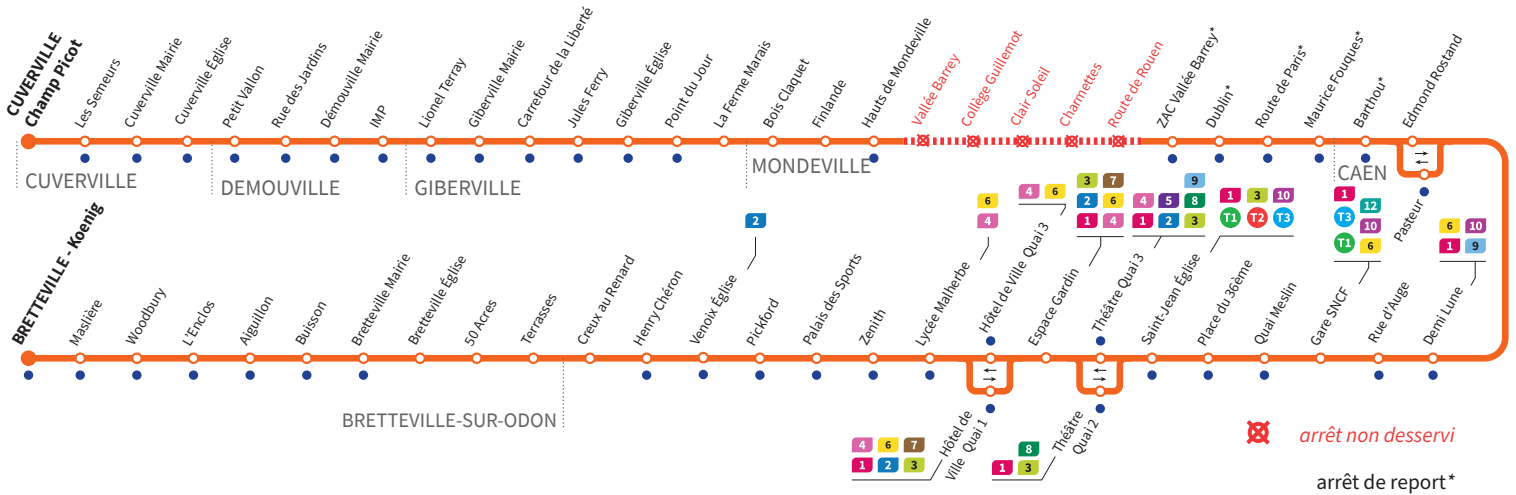 CUVERVILLE
Champ Picot
Les Semeurs
Cuverville Mairie
Cuverville Église
Petit Vallon
Rue des Jardins
Démouville Mairie
IMP
Lionel Terray
Giberville Mairie
Carrefour de la Liberté
Jules Ferry
Giberville Église
Point du Jour
La Ferme Marais
Bois Claquet
Finlande
Hauts de Mondeville
Vallée Barrey
Collège Guillemot
Clair Soleil
Charmettes
Route de Rouen
ZAC Vallée Barrey*
Dublin*
Route de Paris*
Maurice Fouques*
Barthou*
Edmond Rostand
Pasteur
CUVERVILLE
DEMOUVILLE
GIBERVILLE
MONDEVILLE
CAEN
BRETTEVILLE - Koenig
Maslière
Woodbury
L'Enclos
Aiguillon
Buisson
Bretteville Mairie
Bretteville Église
50 Acres
Terrasses
Creux au Renard
Henry Chéron
2
Venoix Église
Pickford
Palais des Sports
Zenith
6
4
Lycée Malherbe
4 6
Hôtel de Ville Quai 3
3 7
2 6
1 4
Espace Gardin
9
4 5 8
1 2 3
Théâtre Quai 3
1 3 10
T1 T2 T3
Saint-Jean Église
Place du 36ème
Quai Meslin
1
T3 12
10
T1 6
Gare SNCF
Rue d'Auge
6 10
1 9
Demi Lune
BRETTEVILLE-SUR-ODON
4 6 7
1 2 3
Hôtel de
Ville Quai 1
8
1 3
Théâtre
Quai 2
arrêt non desservi
arrêt de report*